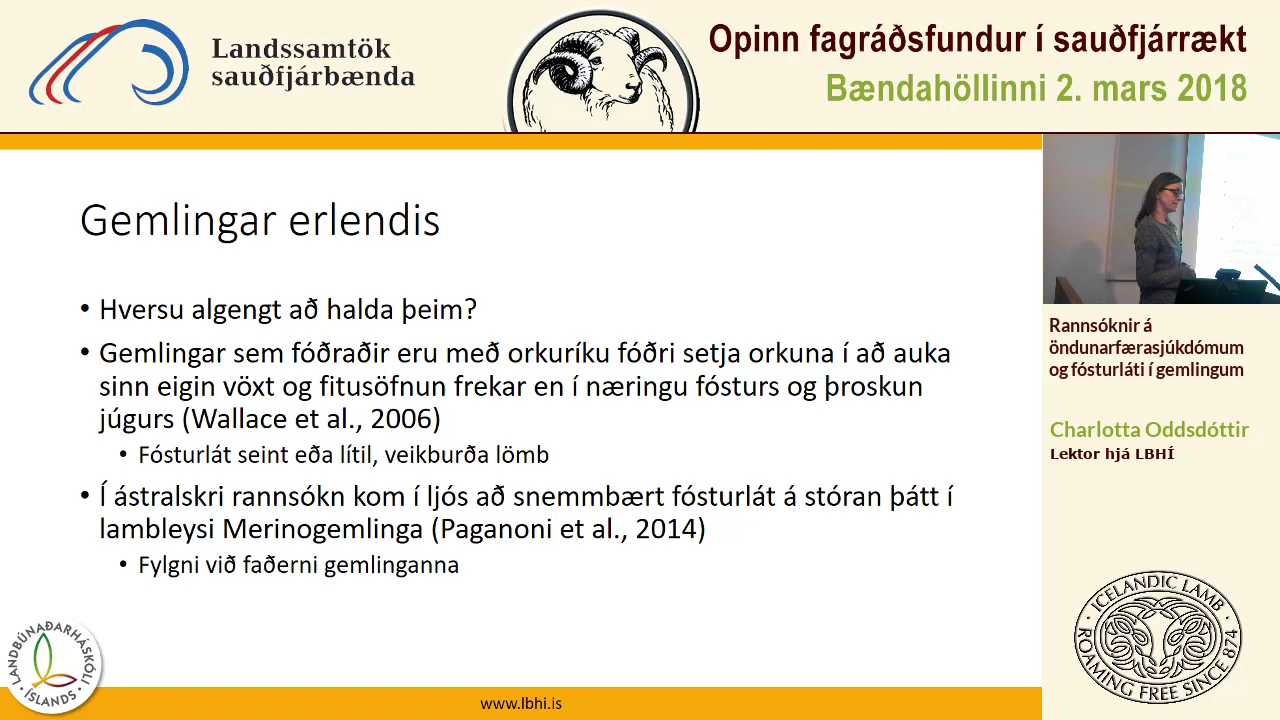 Landssamtök
sauðfjárbænda
Opinn fagráðsfundur í sauðfjárrækt
Bændahöllinni 2. mars 2018
Gemlingar erlendis
• Hversu algengt að halda þeim?
• Gemlingar sem fóðraðir eru með orkuríku fóðri setja orkuna í að auka
sinn eigin vöxt og fitusöfnun frekar en í næringu fósturs og þroskun
júgurs (Wallace et al., 2006)
• Fósturlát seint eða lítil, veikburða lömb
• Í ástralskri rannsókn kom í ljós að snemmbært fósturlát á stóran þátt í
lambleysi Merinogemlinga (Paganoni et al., 2014)
• Fylgni við faðerni gemlinganna
Rannsóknir á
öndunarfærasjúkdómum
og fósturláti í gemlingum
Charlotta Oddsdóttir
Lektor hjá LBHÍ
· ICELANDIC LAMB ·
ROAMING FREE SINCE 874
LANDBÚNAÐARHÁSKÓLI
· ÍSLANDS ·
www.lbhi.is